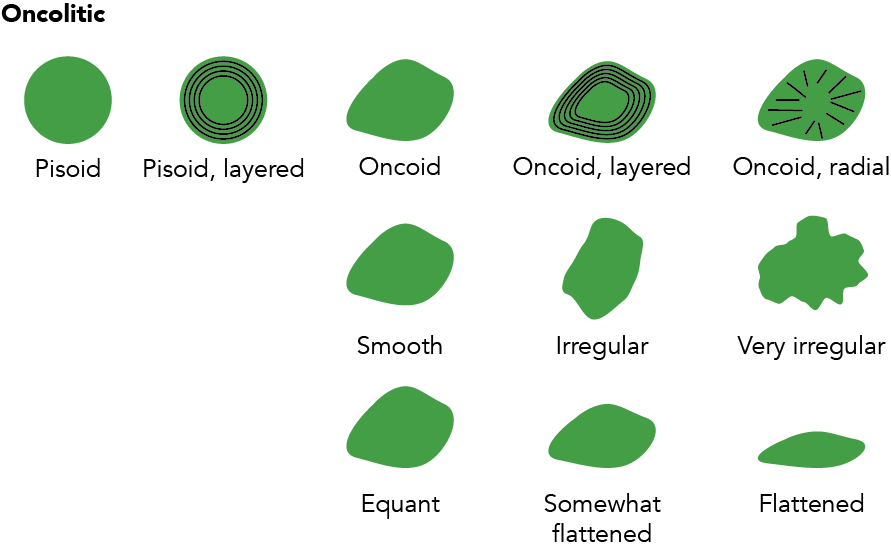 Oncolitic
Pisoid
Pisoid, layered
Oncoid
Oncoid, layered
Oncoid, radial
Smooth
Irregular
Very irregular
Equant
Somewhat
flattened
Flattened